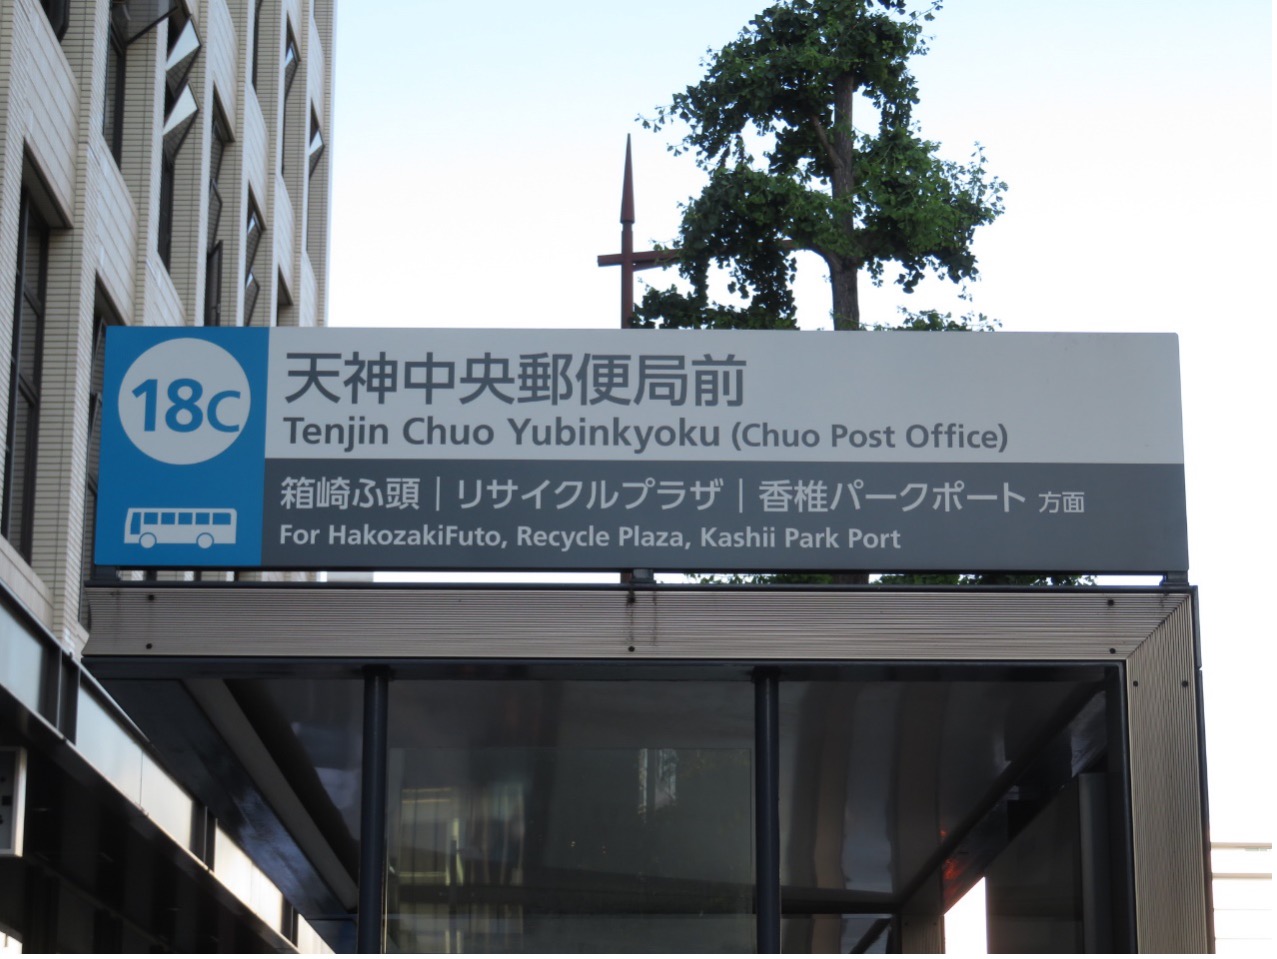 18C
天神中央郵便局前
Tenjin Chuo Yubinkyoku (Chuo Post Office)
箱崎ふ頭｜リサイクルプラザ｜香椎パークポート 方面
For HakozakiFuto, Recycle Plaza, Kashii Park Port